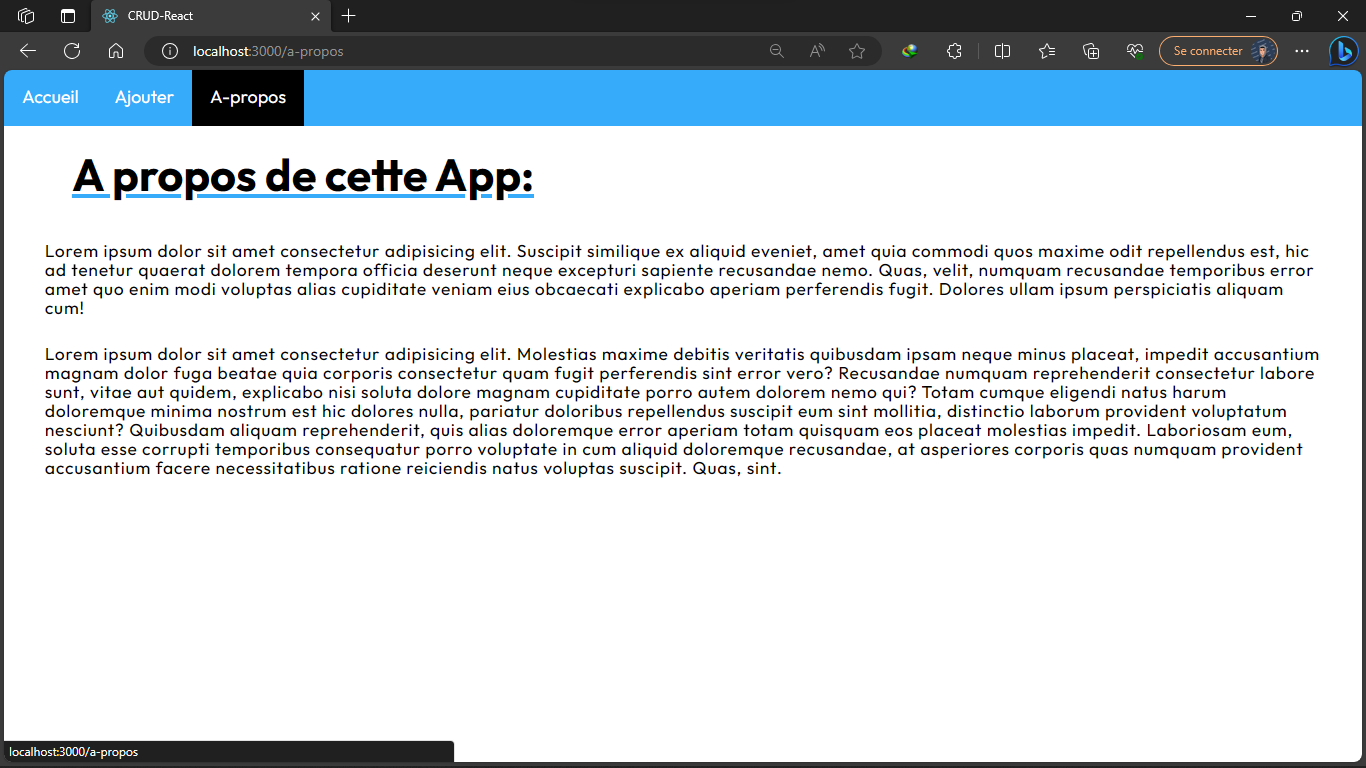 CRUD-React
localhost:3000/a-propos
Se connecter
Accueil
Ajouter
A-propos
A propos de cette App:
Lorem ipsum dolor sit amet consectetur adipisicing elit. Suscipit similique ex aliquid eveniet, amet quia commodi quos maxime odit repellendus est, hic
ad tenetur quaerat dolorem tempora officia deserunt neque excepturi sapiente recusandae nemo. Quas, velit, numquam recusandae temporibus error
amet quo enim modi voluptas alias cupiditate veniam eius obcaecati explicabo aperiam perferendis fugit. Dolores ullam ipsum perspiciatis aliquam
cum!
Lorem ipsum dolor sit amet consectetur adipisicing elit. Molestias maxime debitis veritatis quibusdam ipsam neque minus placeat, impedit accusantium
magnam dolor fuga beatae quia corporis consectetur quam fugit perferendis sint error vero? Recusandae numquam reprehenderit consectetur labore
sunt, vitae aut quidem, explicabo nisi soluta dolore magnam cupiditate porro autem dolorem nemo qui? Totam cumque eligendi natus harum
doloremque minima nostrum est hic dolores nulla, pariatur doloribus repellendus suscipit eum sint mollitia, distinctio laborum provident voluptatum
nesciunt? Quibusdam aliquam reprehenderit, quis alias doloremque error aperiam totam quisquam eos placeat molestias impedit. Laboriosam eum,
soluta esse corrupti temporibus consequatur porro voluptate in cum aliquid doloremque recusandae, at asperiores corporis quas numquam provident
accusantium facere necessitatibus ratione reiciendis natus voluptas suscipit. Quas, sint.
localhost:3000/a-propos